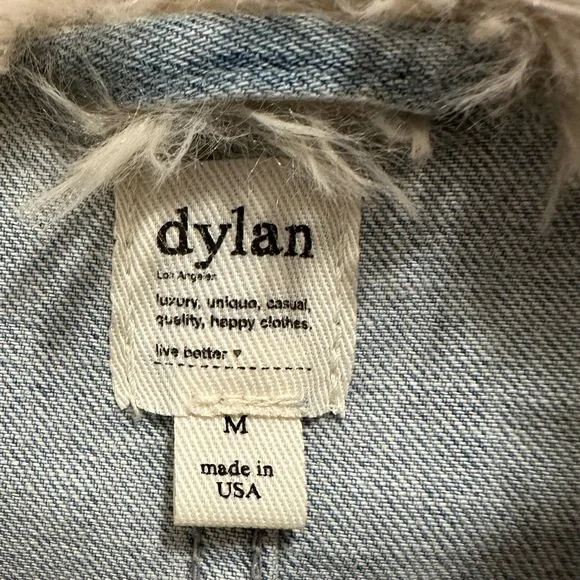 dylan
Los Angeles
luxury, unique, casual,
quality, happy clothes.
live better ♥
M
made in
USA